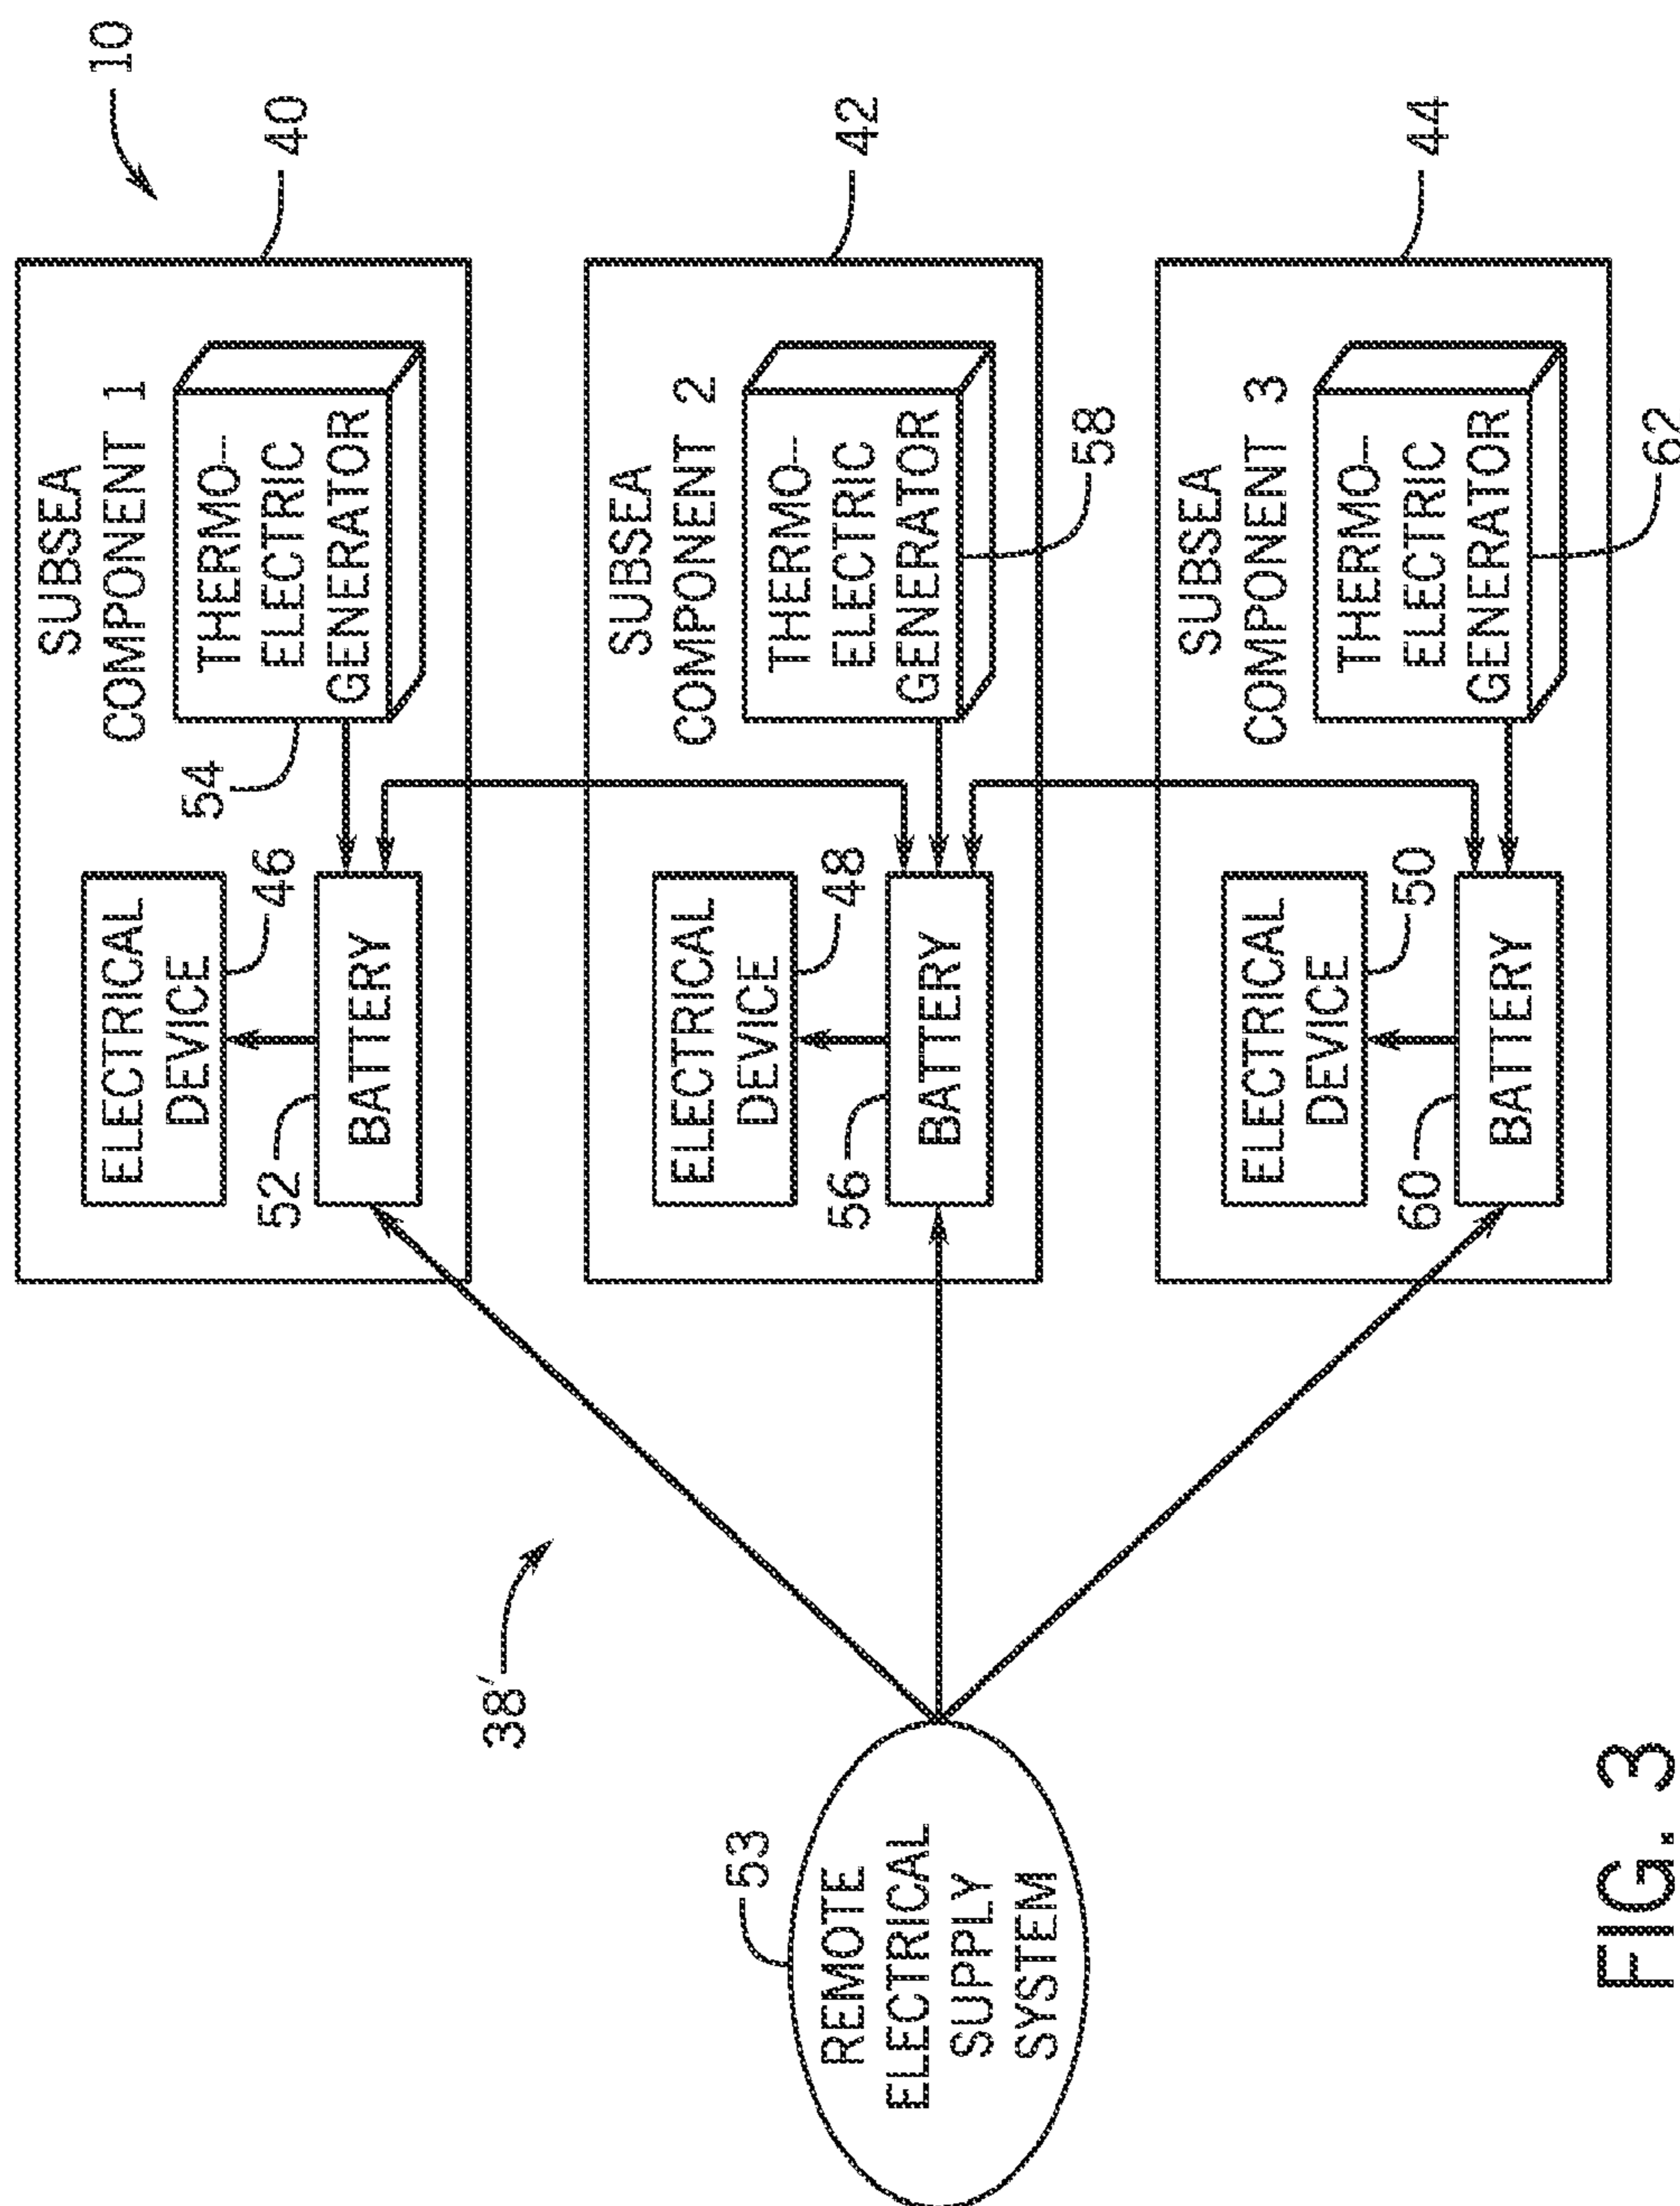 10
SUBSEA
COMPONENT 1
40
THERMO-
ELECTRIC
GENERATOR
54
ELECTRICAL
DEVICE
46
52
BATTERY
SUBSEA
COMPONENT 2
42
THERMO-
ELECTRIC
GENERATOR
58
ELECTRICAL
DEVICE
48
56
BATTERY
SUBSEA
COMPONENT 3
44
THERMO-
ELECTRIC
GENERATOR
62
ELECTRICAL
DEVICE
50
60
BATTERY
38'
53
REMOTE
ELECTRICAL
SUPPLY
SYSTEM
FIG. 3